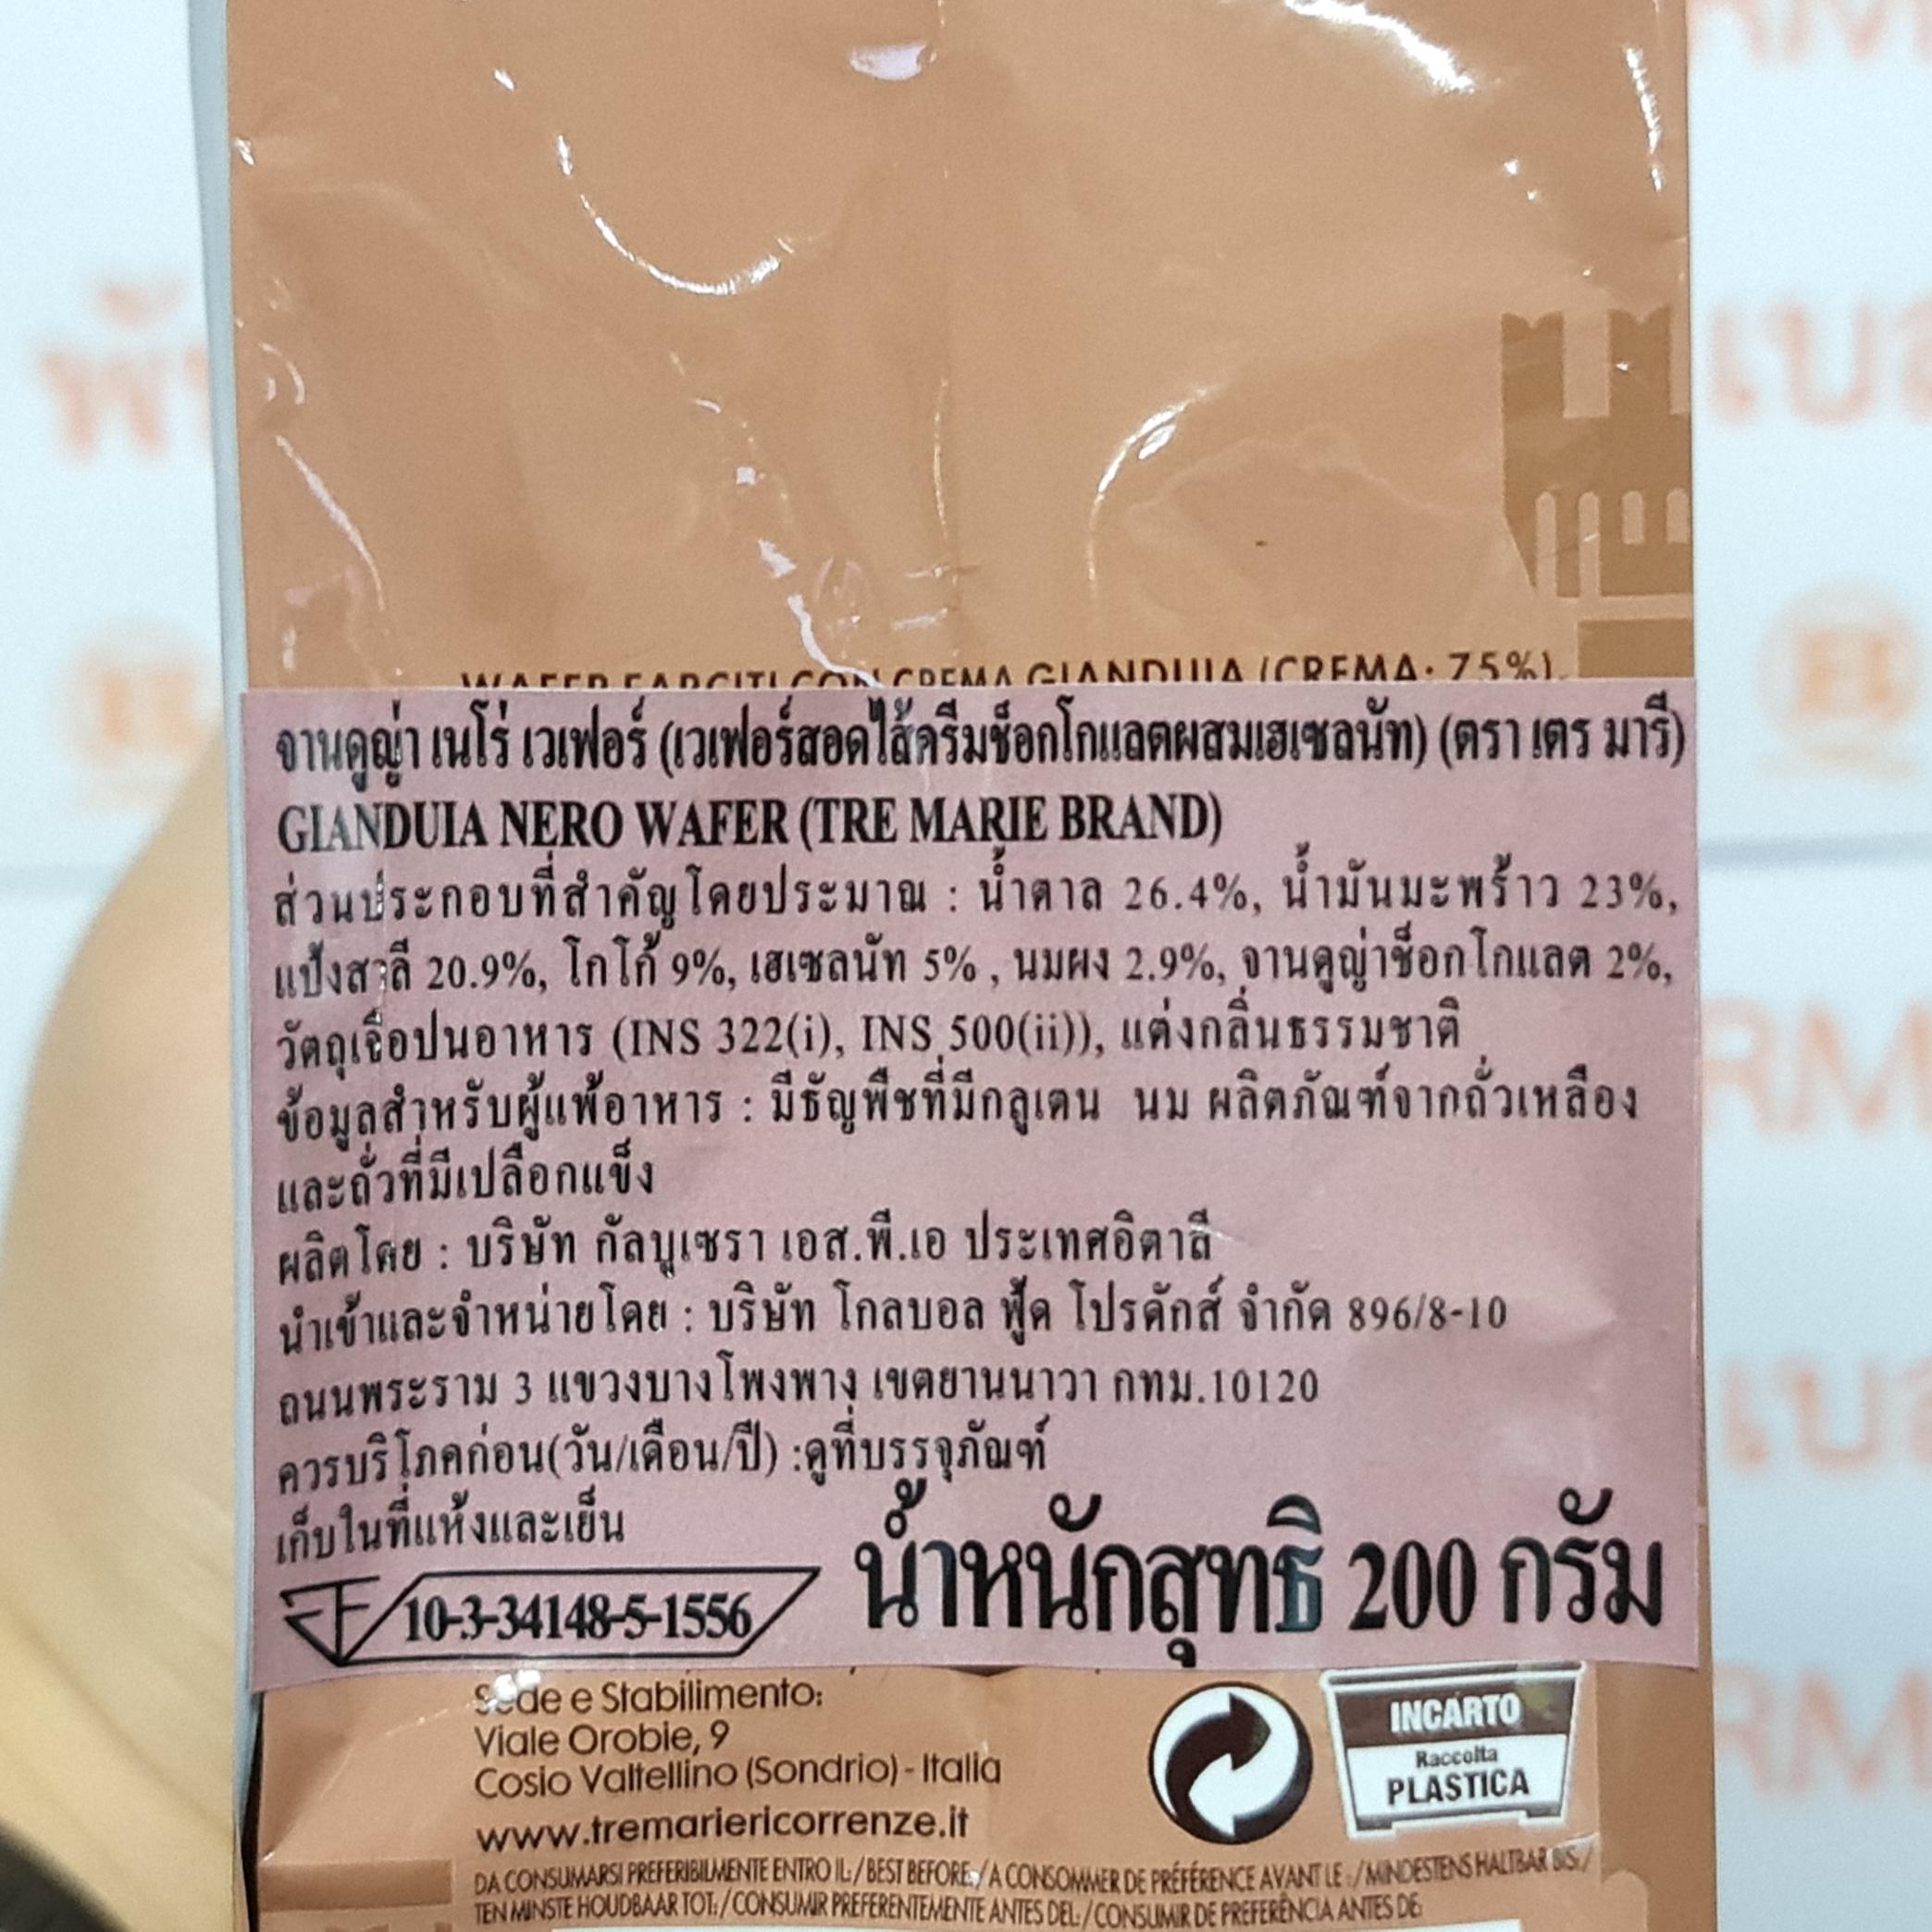 WAFER FARCITI CON CREMA GIANDUIA (CREMA: 75%).
จานดูญ่า เนโร่ เวเฟอร์ (เวเฟอร์สอดไส้ครีมช็อกโกแลตผสมเฮเซลนัท) (ตรา เตร มารี)
GIANDUIA NERO WAFER (TRE MARIE BRAND)
ส่วนประกอบที่สำคัญโดยประมาณ : น้ำตาล 26.4%, น้ำมันมะพร้าว 23%,
แป้งสาลี 20.9%, โกโก้ 9%, เฮเซลนัท 5% , นมผง 2.9%, จานดูญ่าช็อกโกแลต 2%,
วัตถุเจือปนอาหาร (INS 322(i), INS 500(ii)), แต่งกลิ่นธรรมชาติ
ข้อมูลสำหรับผู้แพ้อาหาร : มีธัญพืชที่มีกลูเตน นม ผลิตภัณฑ์จากถั่วเหลือง
และถั่วที่มีเปลือกแข็ง
ผลิตโดย : บริษัท กัลบูเซรา เอส.พี.เอ ประเทศอิตาลี
นำเข้าและจำหน่ายโดย : บริษัท โกลบอล ฟู้ด โปรดักส์ จำกัด 896/8-10
ถนนพระราม 3 แขวงบางโพงพาง เขตยานนาวา กทม.10120
ควรบริโภคก่อน(วัน/เดือน/ปี) :ดูที่บรรจุภัณฑ์
เก็บในที่แห้งและเย็น
น้ำหนักสุทธิ 200 กรัม
10-3-34148-5-1556
Sede e Stabilimento:
Viale Orobie, 9
Cosio Valtellino (Sondrio) - Italia
www.tremariericorrenze.it
INCARTO
Raccolta
PLASTICA
DA CONSUMARSI PREFERIBILMENTE ENTRO IL:/BEST BEFORE:/A CONSOMMER DE PRÉFÉRENCE AVANT LE :/MINDESTENS HALTBAR BIS:/
TEN MINSTE HOUDBAAR TOT:/CONSUMIR PREFERENTEMENTE ANTES DEL:/CONSUMIR DE PREFERÊNCIA ANTES DE: